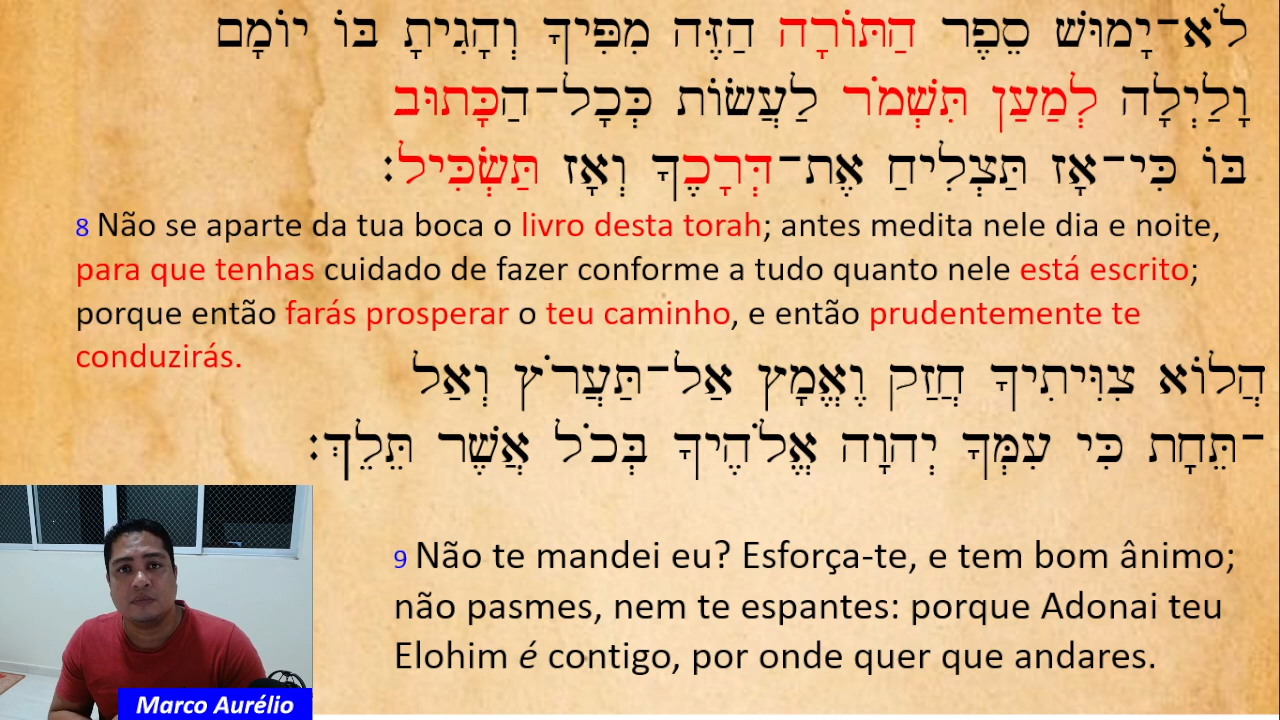 לֹא־יָמוּשׁ סֵפֶר הַתּוֹרָה הַזֶּה מִפִּיךָ וְהָגִיתָ בּוֹ יוֹמָם
וָלַיְלָה לְמַעַן תִּשְׁמֹר לַעֲשׂוֹת כְּכָל־הַכָּתוּב
בּוֹ כִּי־אָז תַּצְלִיחַ אֶת־דְּרָכֶךָ וְאָז תַּשְׂכִּיל׃
8 Não se aparte da tua boca o livro desta torah; antes medita nele dia e noite,
para que tenhas cuidado de fazer conforme a tudo quanto nele está escrito;
porque então farás prosperar o teu caminho, e então prudentemente te
conduzirás.
הֲלוֹא צִוִּיתִיךָ חֲזַק וֶאֱמָץ אַל־תַּעֲרֹץ וְאַל
־תֵּחָת כִּי עִמְּךָ יְהוָה אֱלֹהֶיךָ בְּכֹל אֲשֶׁר תֵּלֵךְ׃
9 Não te mandei eu? Esforça-te, e tem bom ânimo;
não pasmes, nem te espantes: porque Adonai teu
Elohim é contigo, por onde quer que andares.
Marco Aurélio